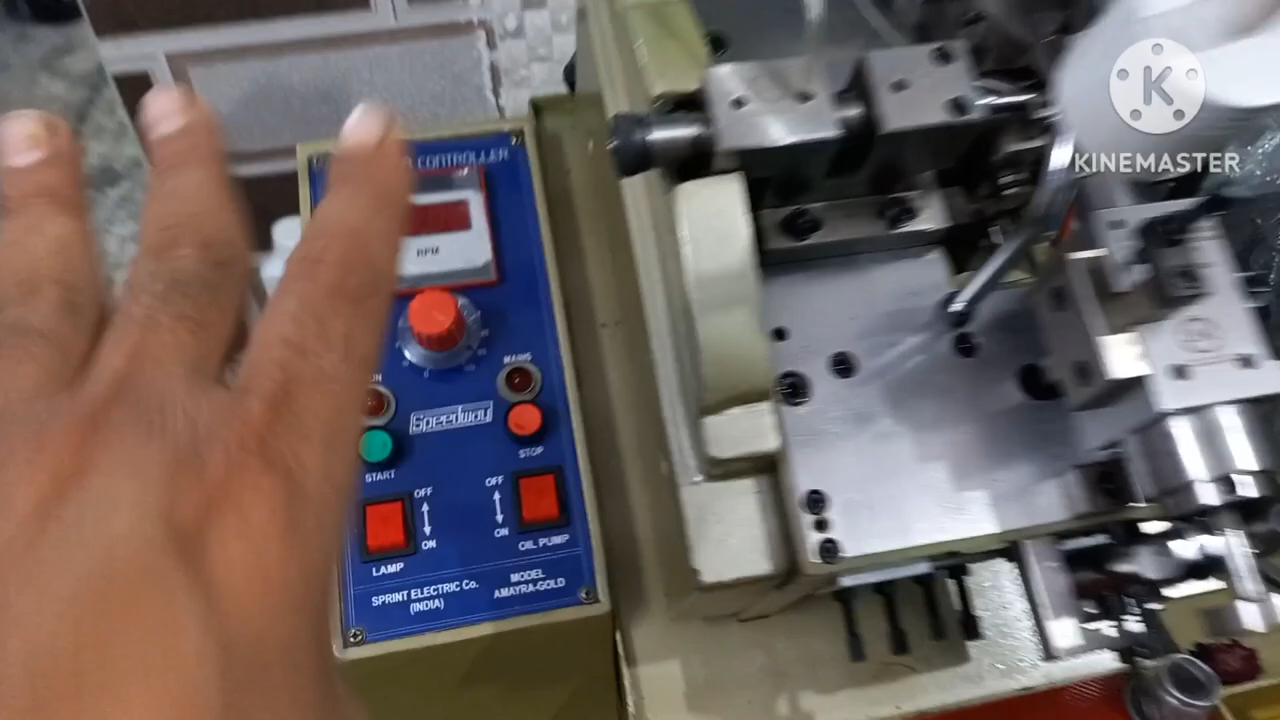 CONTROLLER
RPM
MAINS
Speedway
START
STOP
OFF
ON
LAMP
OFF
ON
OIL PUMP
SPRINT ELECTRIC Co.
(INDIA)
MODEL
AMAYRA-GOLD
K
KINEMASTER